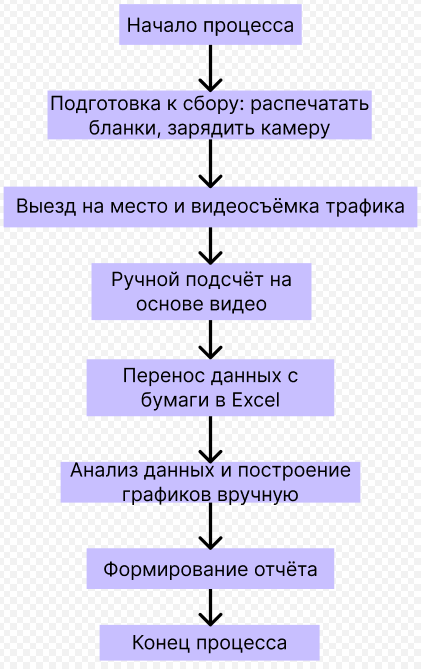 Начало процесса
Подготовка к сбору: распечатать
бланки, зарядить камеру
Выезд на место и видеосъёмка трафика
Ручной подсчёт на
основе видео
Перенос данных с
бумаги в Excel
Анализ данных и построение
графиков вручную
Формирование отчёта
Конец процесса